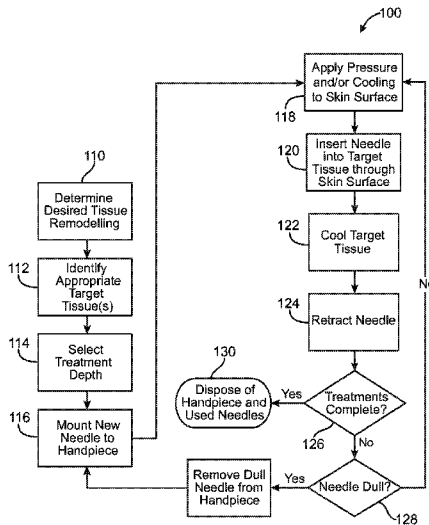 100
Apply Pressure
and/or Cooling
to Skin Surface
118
120
Insert Needle
into Target
Tissue through
Skin Surface
110
Determine
Desired Tissue
Remodelling
122
Cool Target
Tissue
112
Identify
Appropriate
Target
Tissue(s)
124
Retract Needle
114
Select
Treatment
Depth
130
Dispose of
Handpiece and
Used Needles
Yes
Treatments
Complete?
126
116
Mount New
Needle to
Handpiece
No
Remove Dull
Needle from
Handpiece
Yes
Needle Dull?
128